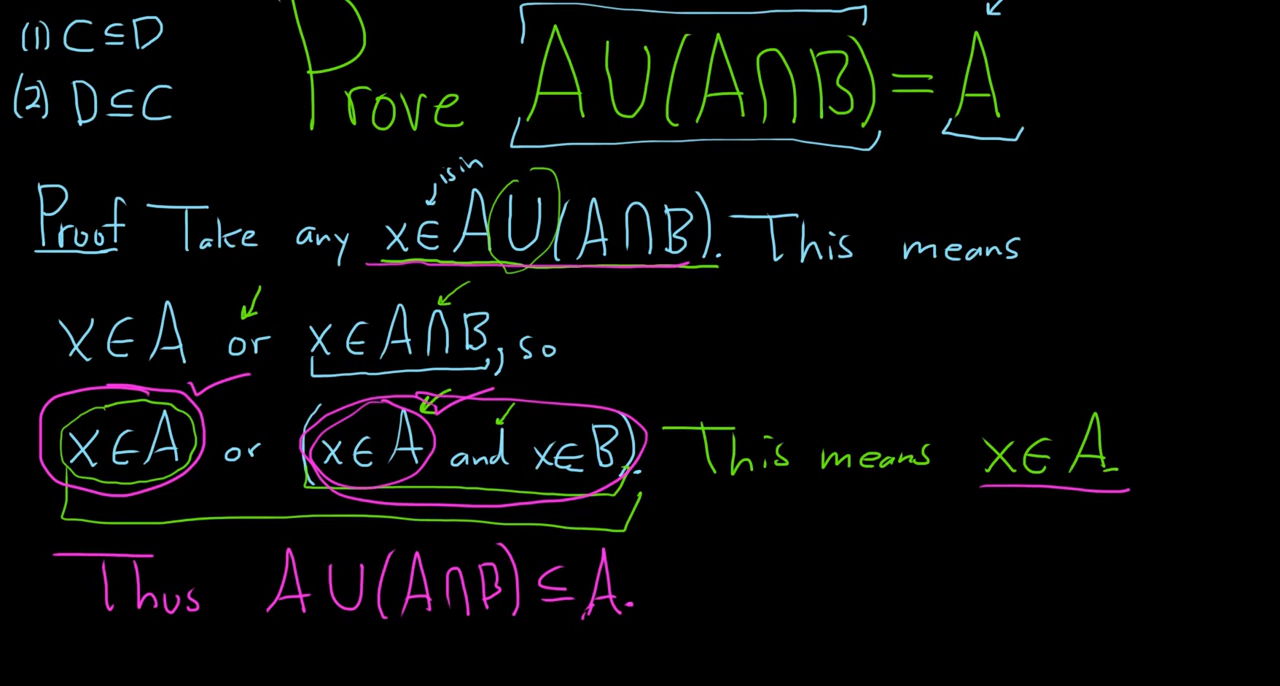 (1) C ⊆ D
(2) D ⊆ C
Prove A ∪ (A ∩ B) = A
is in
Proof Take any x ∈ A ∪ (A ∩ B). This means
x ∈ A or x ∈ A ∩ B, so
x ∈ A or (x ∈ A and x ∈ B). This means x ∈ A
Thus A ∪ (A ∩ B) ⊆ A.